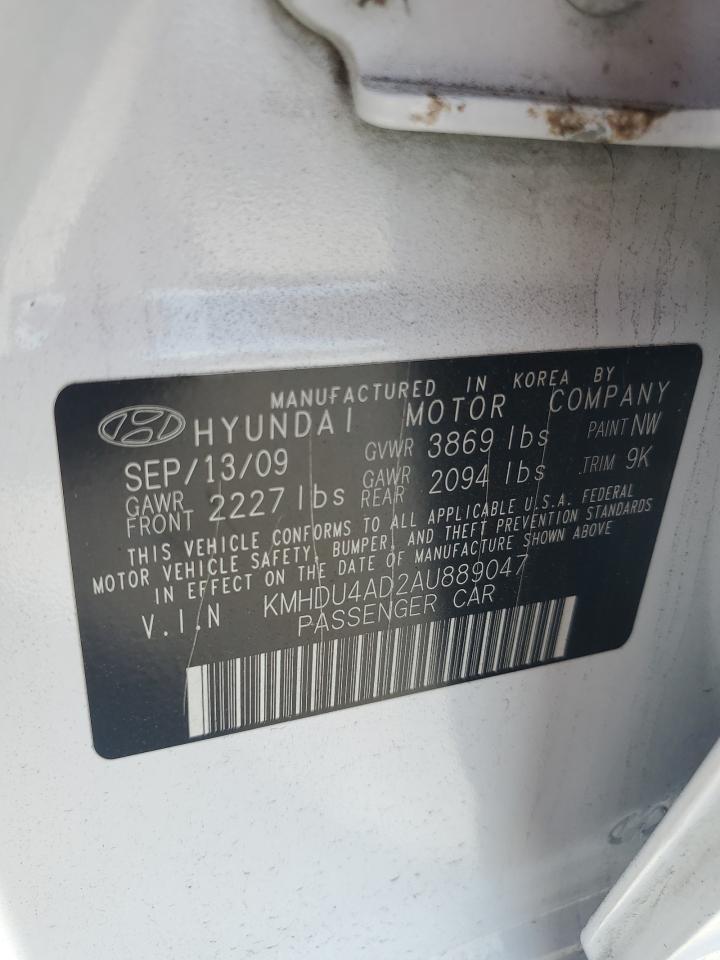 MANUFACTURED IN KOREA BY
HYUNDAI MOTOR COMPANY
SEP/13/09 GVWR 3869 lbs PAINT NW
GAWR FRONT 2227 lbs GAWR REAR 2094 lbs .TRIM 9K
THIS VEHICLE CONFORMS TO ALL APPLICABLE U.S.A. FEDERAL
MOTOR VEHICLE SAFETY, BUMPER, AND THEFT PREVENTION STANDARDS
IN EFFECT ON THE DATE OF MANUFACTURE SHOWN ABOVE
V.I.N KMHDU4AD2AU889047
PASSENGER CAR